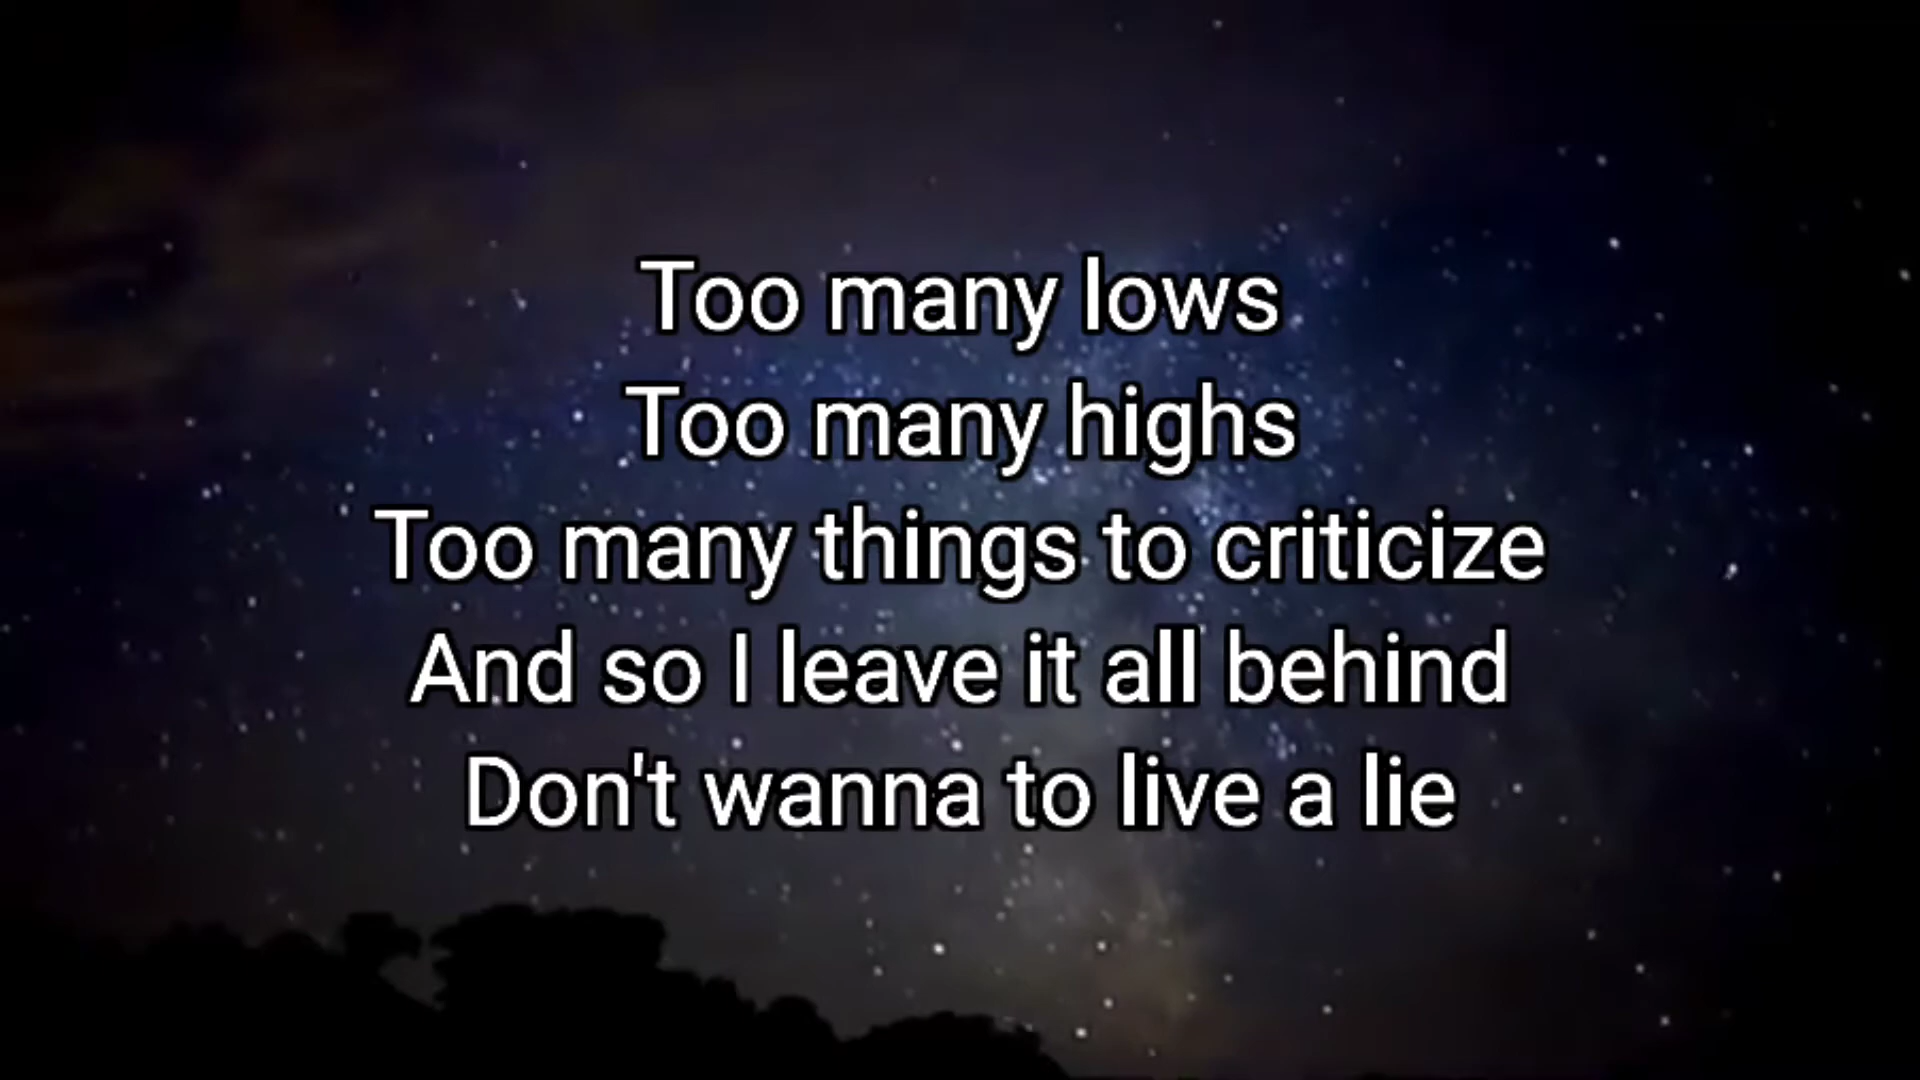 Too many lows
Too many highs
Too many things to criticize
And so I leave it all behind
Don't wanna to live a lie